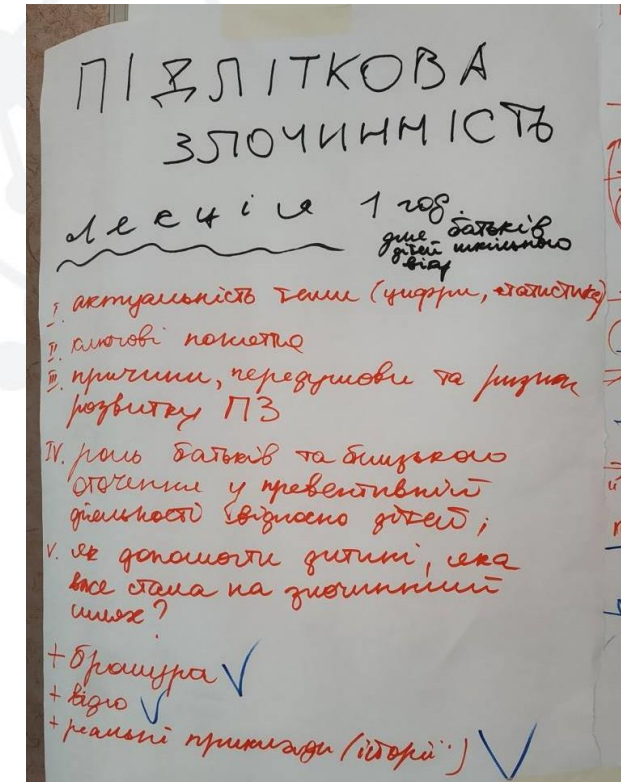 ПІДЛІТКОВА
ЗЛОЧИННІСТЬ
лекція 1 год.
для батьків
дітей шкільного
віку
I. актуальність теми (цифри, статистика)
II. ключові поняття
III. причини, передумови та ризики
розвитку ПЗ
IV. роль батьків та близького
оточення у превентивній
діяльності відносно дітей;
V. як допомогти дитині, яка
вже стала на злочинний
шлях?
+ брошура V
+ відео V
+ реальні приклади (історії) V